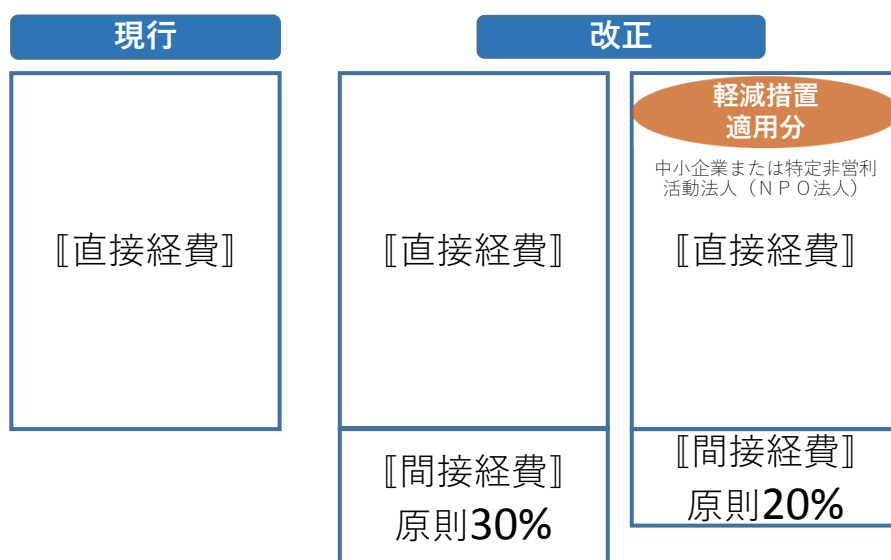 現行
改正
〚直接経費〛
〚直接経費〛
〚間接経費〛
原則30%
軽減措置
適用分
中小企業または特定非営利
活動法人（ＮＰＯ法人）
〚直接経費〛
〚間接経費〛
原則20%